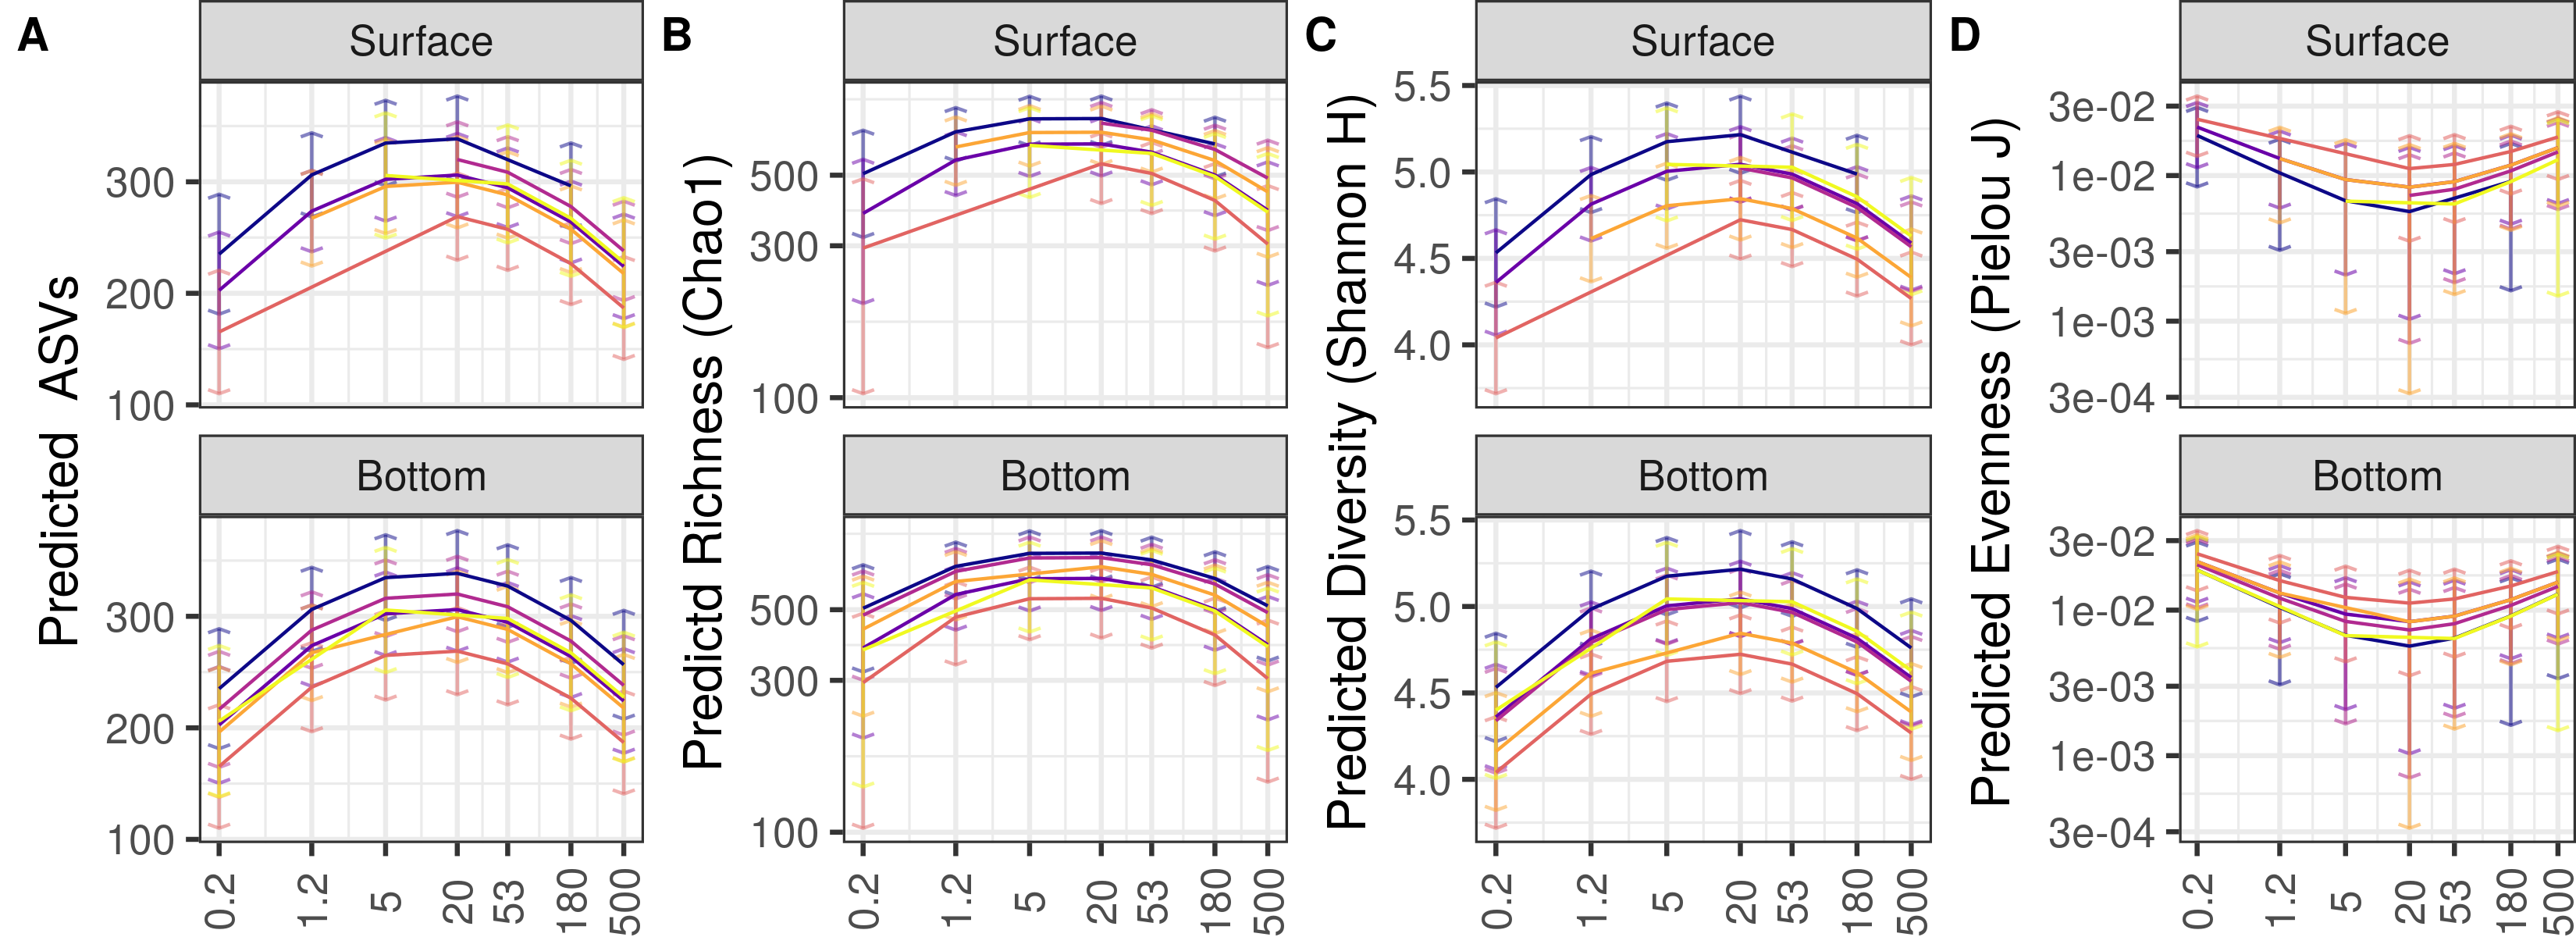 A
Predicted ASVs
Surface
300
200
100
Bottom
300
200
100
0.2
1.2
5
20
53
180
500
B
Predictd Richness (Chao1)
Surface
500
300
100
Bottom
500
300
100
0.2
1.2
5
20
53
180
500
C
Predicted Diversity (Shannon H)
Surface
5.5
5.0
4.5
4.0
Bottom
5.5
5.0
4.5
4.0
0.2
1.2
5
20
53
180
500
D
Predicted Evenness (Pielou J)
Surface
3e-02
1e-02
3e-03
1e-03
3e-04
Bottom
3e-02
1e-02
3e-03
1e-03
3e-04
0.2
1.2
5
20
53
180
500